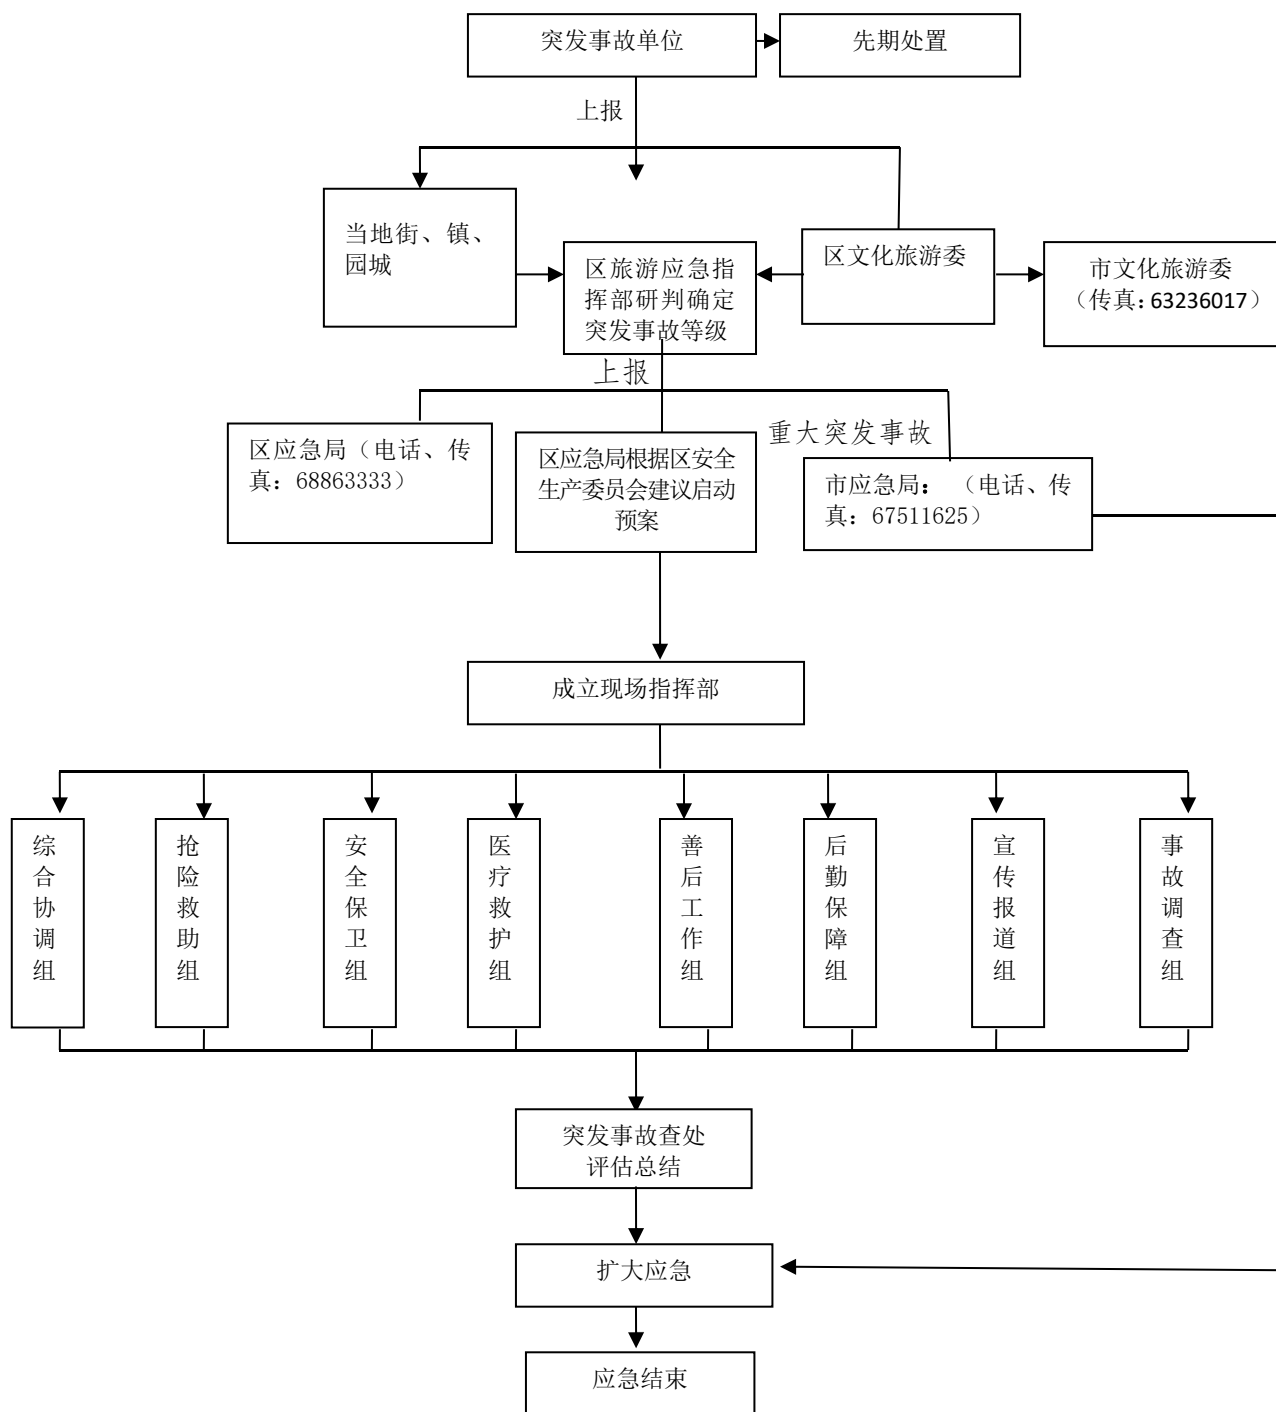 突发事故单位
先期处置
上报
当地街、镇、
园城
区旅游应急指
挥部研判确定
突发事故等级
区文化旅游委
市文化旅游委
（传真：63236017）
上报
重大突发事故
区应急局（电话、传
真：68863333）
区应急局根据区安全
生产委员会建议启动
预案
市应急局： （电话、传
真：67511625）
成立现场指挥部
综合协调组
抢险救助组
安全保卫组
医疗救护组
善后工作组
后勤保障组
宣传报道组
事故调查组
突发事故查处
评估总结
扩大应急
应急结束